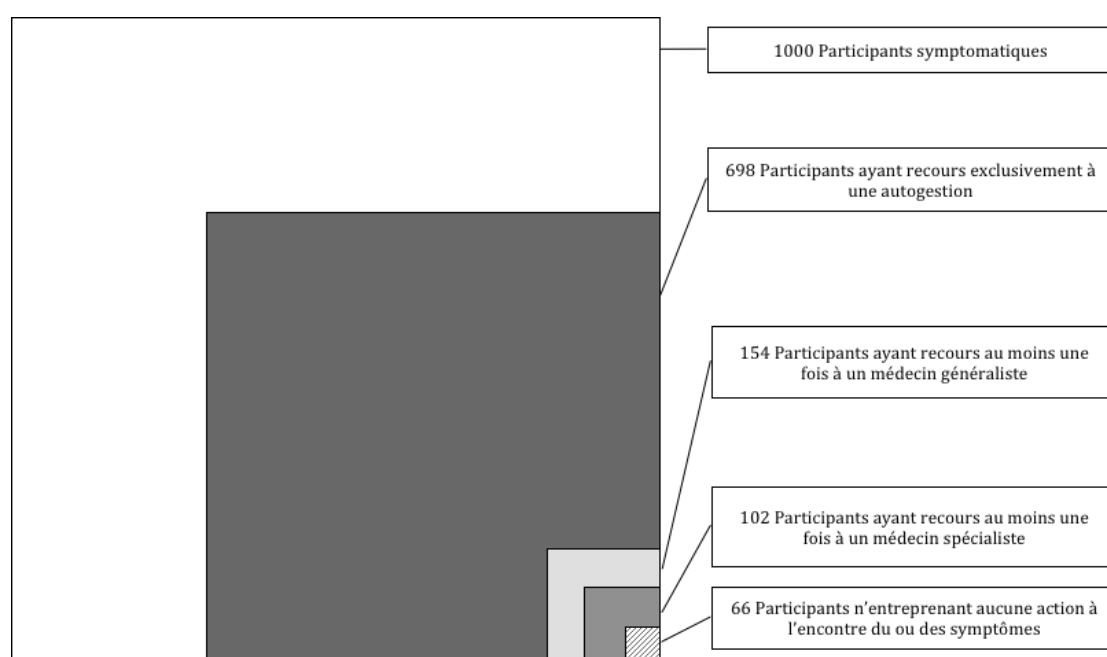 1000 Participants symptomatiques
698 Participants ayant recours exclusivement à
une autogestion
154 Participants ayant recours au moins une
fois à un médecin généraliste
102 Participants ayant recours au moins une
fois à un médecin spécialiste
66 Participants n’entreprenant aucune action à
l’encontre du ou des symptômes